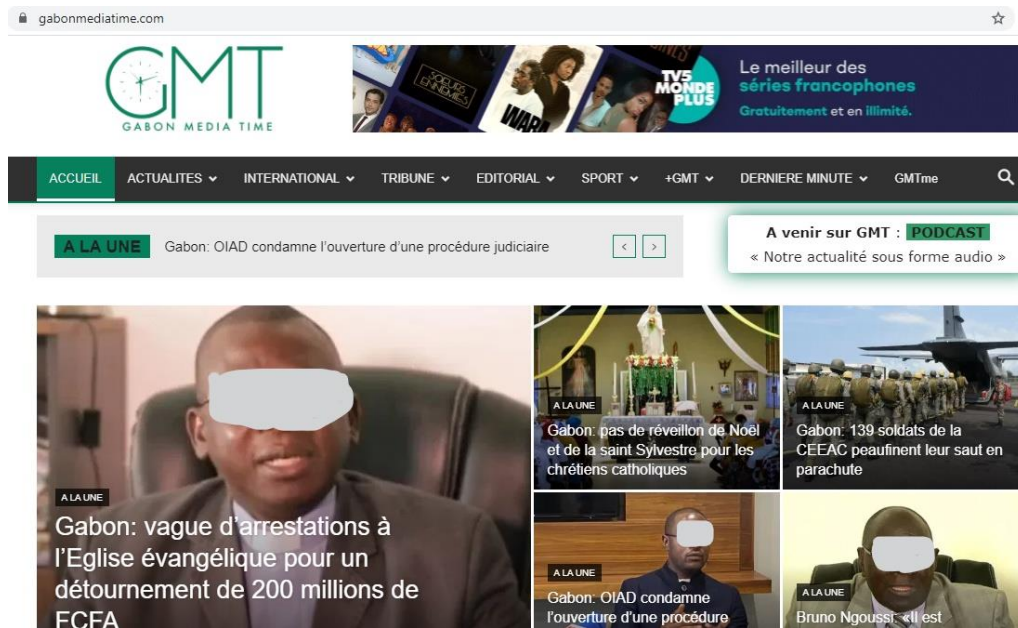 gabonmediatime.com
GMT
GABON MEDIA TIME
SOEURS
ENNEMIES
WARA
TV5
MONDE
PLUS
Le meilleur des
séries francophones
Gratuitement et en illimité.
ACCUEIL ACTUALITES INTERNATIONAL TRIBUNE EDITORIAL SPORT +GMT DERNIERE MINUTE GMTme
A LA UNE Gabon: OIAD condamne l'ouverture d'une procédure judiciaire
A venir sur GMT : PODCAST
« Notre actualité sous forme audio »
A LA UNE
Gabon: vague d'arrestations à
l'Eglise évangélique pour un
détournement de 200 millions de
FCFA
A LA UNE
Gabon: pas de réveillon de Noël
et de la saint Sylvestre pour les
chrétiens catholiques
A LA UNE
Gabon: 139 soldats de la
CEEAC peaufinent leur saut en
parachute
A LA UNE
Gabon: OIAD condamne
l'ouverture d'une procédure
A LA UNE
Bruno Ngoussi: «Il est